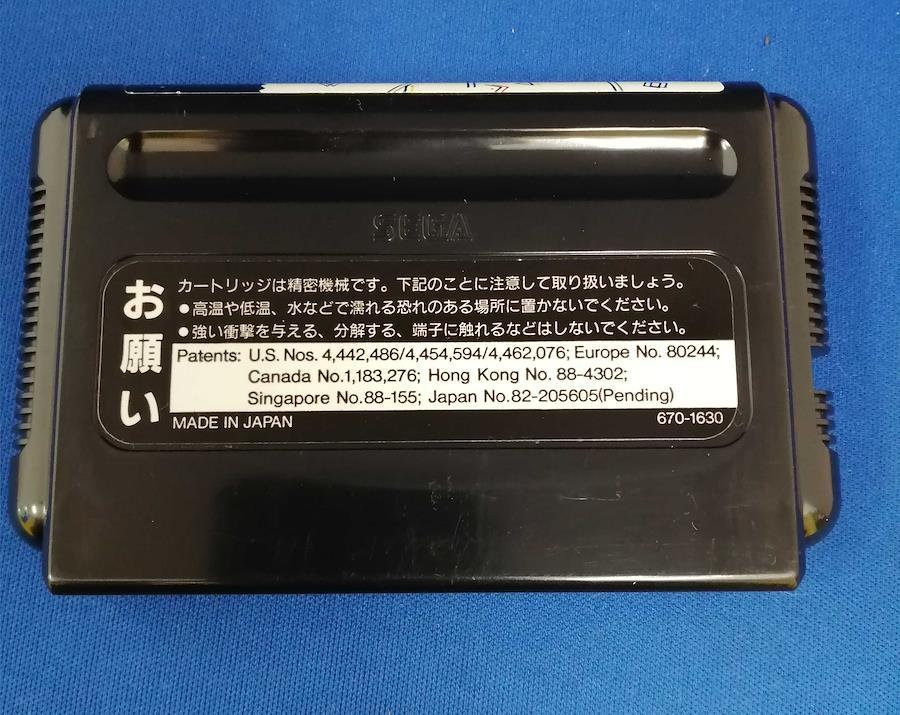 SEGA
お願い
カートリッジは精密機械です。下記のことに注意して取り扱いましょう。
●高温や低温、水などで濡れる恐れのある場所に置かないでください。
●強い衝撃を与える、分解する、端子に触れるなどはしないでください。
Patents: U.S. Nos. 4,442,486/4,454,594/4,462,076; Europe No. 80244;
Canada No.1,183,276; Hong Kong No. 88-4302;
Singapore No.88-155; Japan No.82-205605(Pending)
MADE IN JAPAN 670-1630